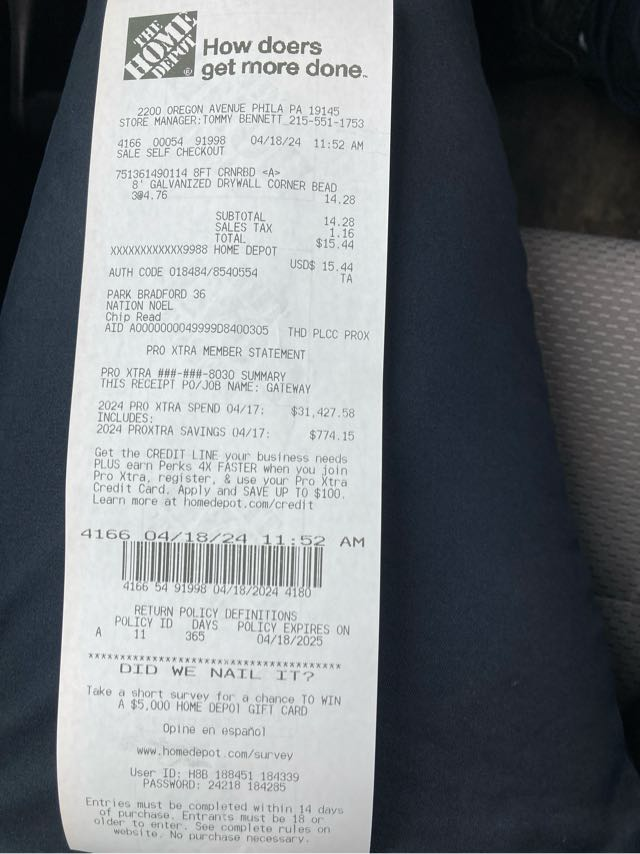 THE
HOME
DEPOT
®
How doers
get more done™
2200 OREGON AVENUE PHILA PA 19145
STORE MANAGER:TOMMY BENNETT 215-551-1753
4166 00054 91998 04/18/24 11:52 AM
SALE SELF CHECKOUT
751361490114 8FT CRNRBD <A>
8' GALVANIZED DRYWALL CORNER BEAD
3@4.76 14.28
SUBTOTAL 14.28
SALES TAX 1.16
TOTAL $15.44
XXXXXXXXXXXX9988 HOME DEPOT
USD$ 15.44
AUTH CODE 018484/8540554 TA
PARK BRADFORD 36
NATION NOEL
Chip Read
AID A0000000049999D8400305 THD PLCC PROX
PRO XTRA MEMBER STATEMENT
PRO XTRA ###-###-8030 SUMMARY
THIS RECEIPT PO/JOB NAME: GATEWAY
2024 PRO XTRA SPEND 04/17: $31,427.58
INCLUDES:
2024 PROXTRA SAVINGS 04/17: $774.15
Get the CREDIT LINE your business needs
PLUS earn Perks 4X FASTER when you join
Pro Xtra, register, & use your Pro Xtra
Credit Card. Apply and SAVE UP TO $100.
Learn more at homedepot.com/credit
4166 04/18/24 11:52 AM
4166 54 91998 04/18/2024 4180
RETURN POLICY DEFINITIONS
POLICY ID DAYS POLICY EXPIRES ON
A 11 365 04/18/2025
****************************************
DID WE NAIL IT?
Take a short survey for a chance TO WIN
A $5,000 HOME DEPOT GIFT CARD
Opine en español
www.homedepot.com/survey
User ID: H8B 188451 184339
PASSWORD: 24218 184285
Entries must be completed within 14 days
of purchase. Entrants must be 18 or
older to enter. See complete rules on
website. No purchase necessary.